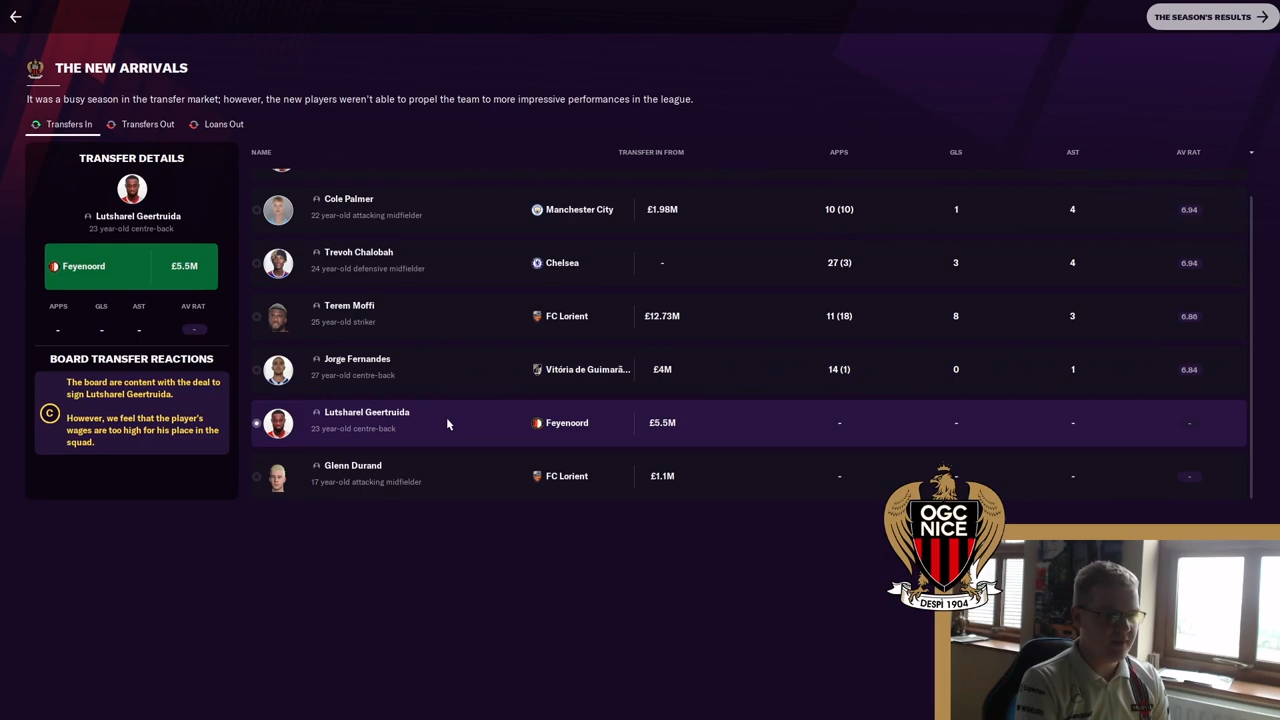 THE SEASON'S RESULTS
THE NEW ARRIVALS
It was a busy season in the transfer market; however, the new players weren't able to propel the team to more impressive performances in the league.
Transfers In Transfers Out Loans Out
TRANSFER DETAILS
Lutsharel Geertruida
23 year-old centre-back
Feyenoord £5.5M
APPS GLS AST AV RAT
- - - -
BOARD TRANSFER REACTIONS
C
The board are content with the deal to
sign Lutsharel Geertruida.
However, we feel that the player's
wages are too high for his place in the
squad.
NAME TRANSFER IN FROM APPS GLS AST AV RAT
Cole Palmer
22 year-old attacking midfielder
Manchester City £1.98M 10 (10) 1 4 6.94
Trevoh Chalobah
24 year-old defensive midfielder
Chelsea - 27 (3) 3 4 6.94
Terem Moffi
25 year-old striker
FC Lorient £12.73M 11 (18) 8 3 6.86
Jorge Fernandes
27 year-old centre-back
Vitória de Guimarã... £4M 14 (1) 0 1 6.84
Lutsharel Geertruida
23 year-old centre-back
Feyenoord £5.5M - - - -
Glenn Durand
17 year-old attacking midfielder
FC Lorient £1.1M - - - -
OGC
NICE
DESPÍ 1904